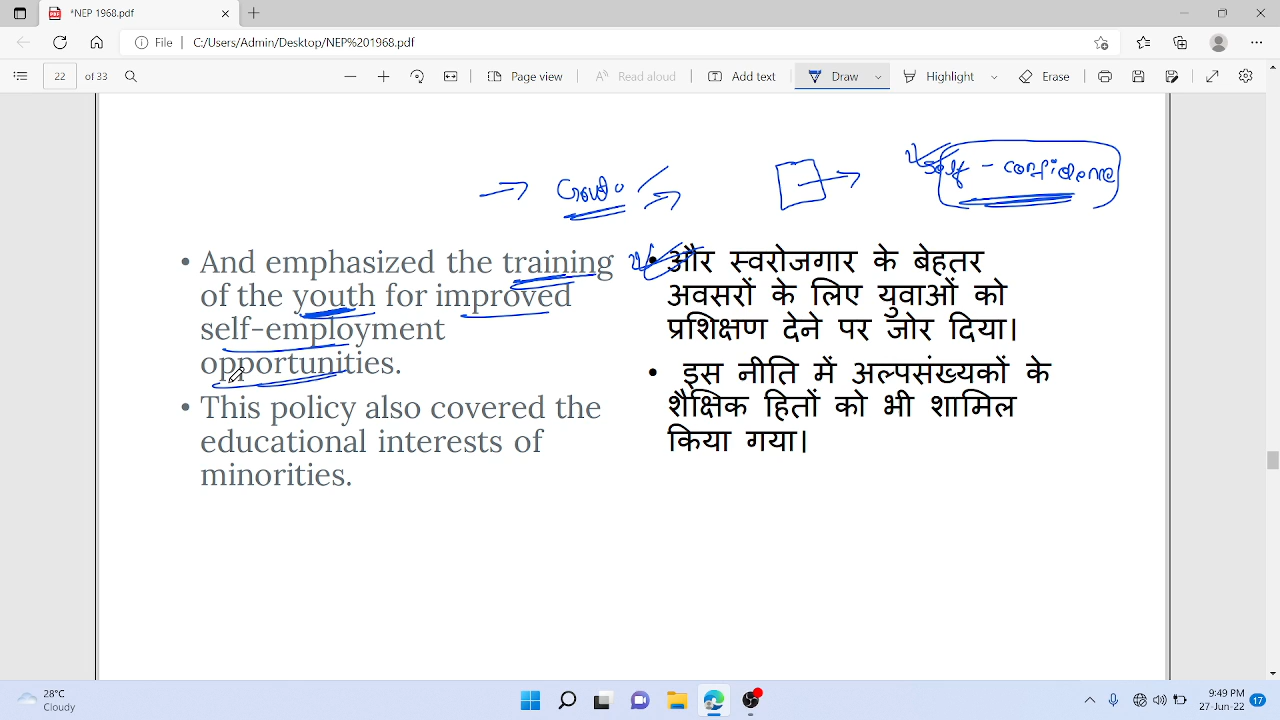 *NEP 1968.pdf
File
C:/Users/Admin/Desktop/NEP%201968.pdf
22 of 33
Page view
Read aloud
Add text
Draw
Highlight
Erase
self - confidence
• And emphasized the training
of the youth for improved
self-employment
opportunities.
• This policy also covered the
educational interests of
minorities.
• और स्वरोजगार के बेहतर
अवसरों के लिए युवाओं को
प्रशिक्षण देने पर जोर दिया।
• इस नीति में अल्पसंख्यकों के
शैक्षिक हितों को भी शामिल
किया गया।
28°C
Cloudy
9:49 PM
27-Jun-22
17